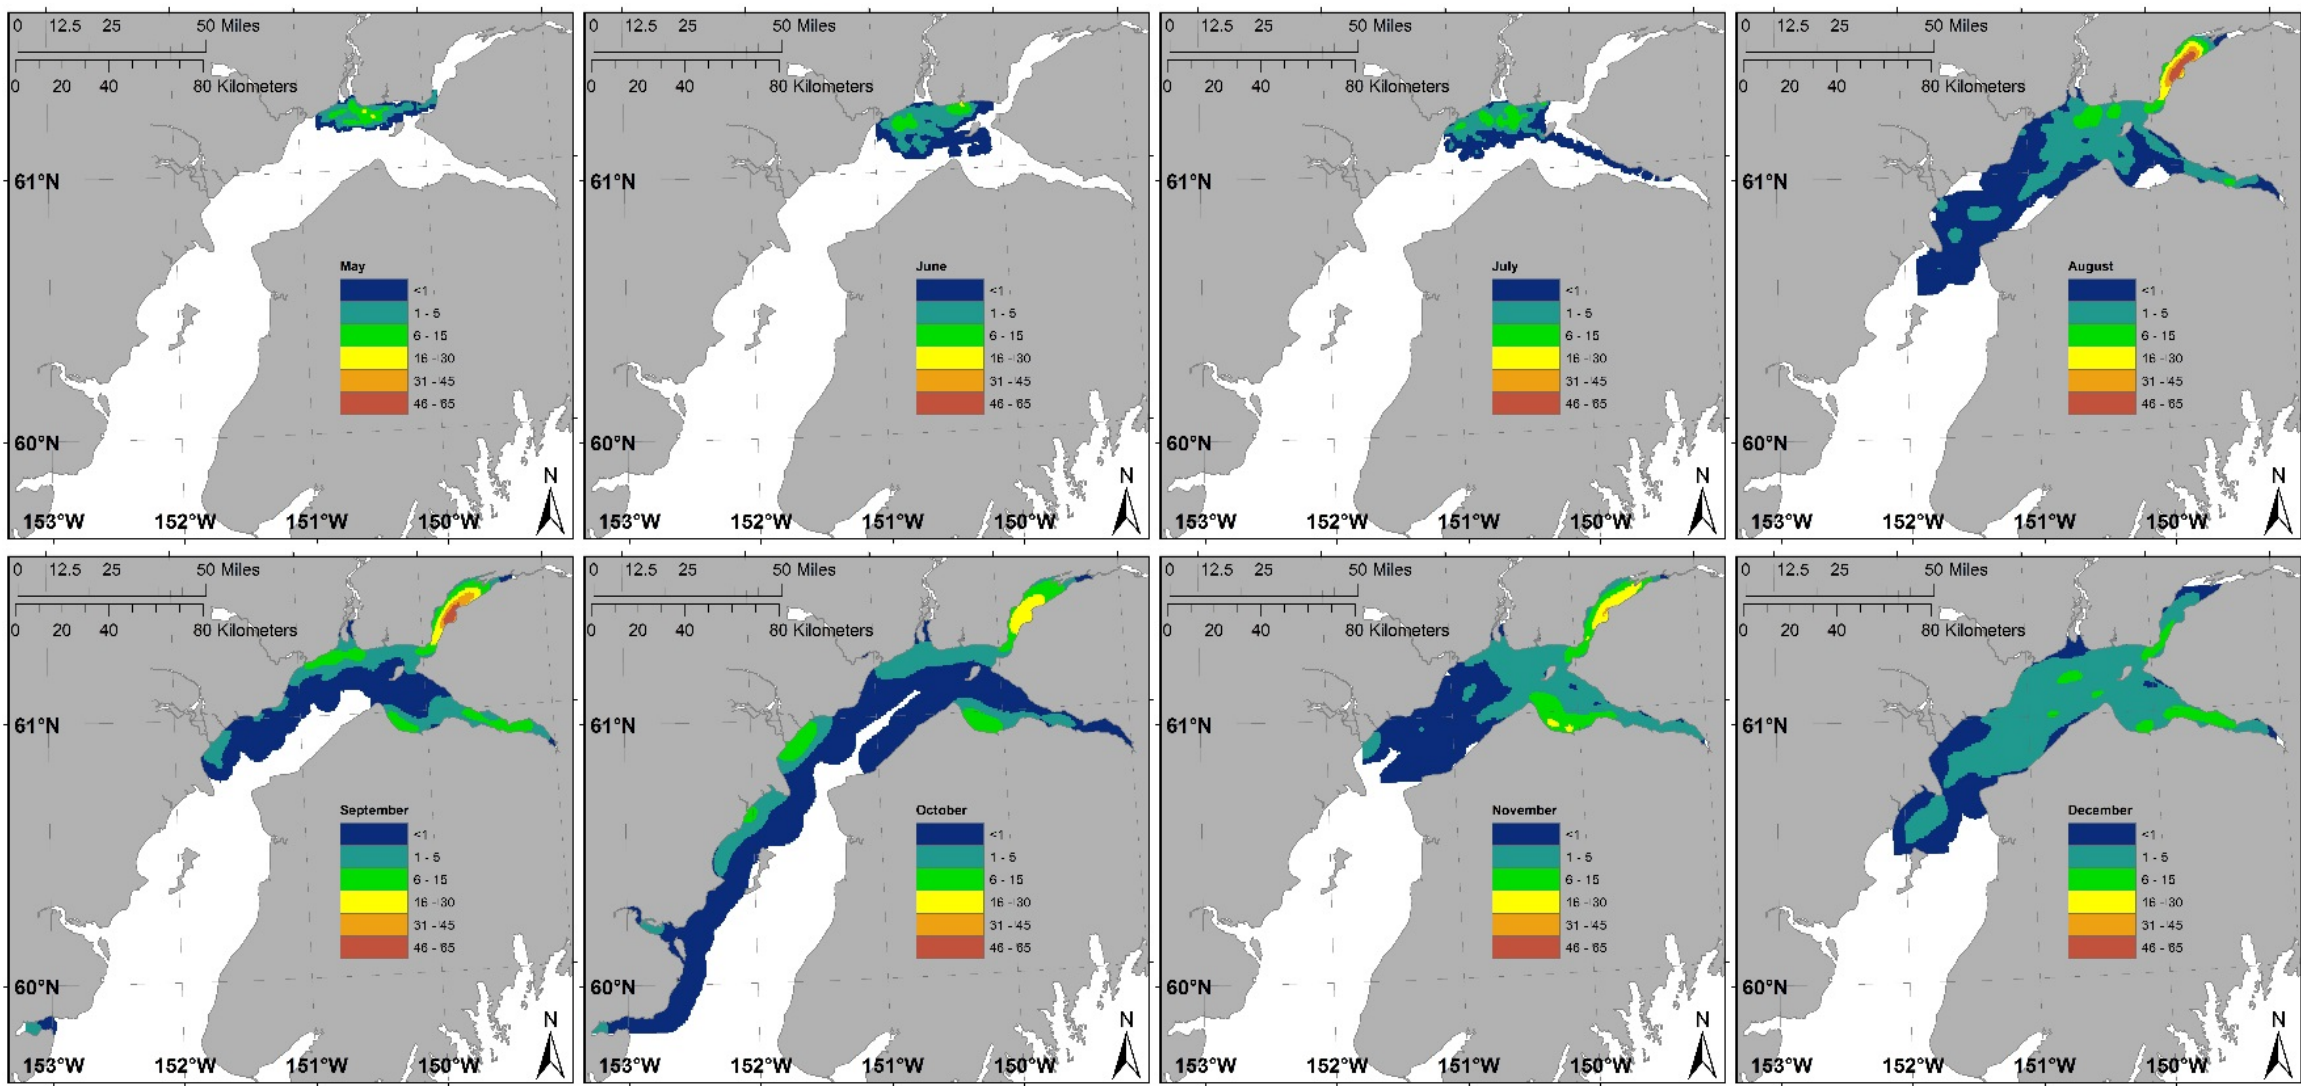 0 12.5 25 50 Miles
0 20 40 80 Kilometers
61°N
May
<1
1 - 5
6 - 15
16 - 30
31 - 45
46 - 65
60°N
N
153°W 152°W 151°W 150°W
0 12.5 25 50 Miles
0 20 40 80 Kilometers
61°N
June
<1
1 - 5
6 - 15
16 - 30
31 - 45
46 - 65
60°N
N
153°W 152°W 151°W 150°W
0 12.5 25 50 Miles
0 20 40 80 Kilometers
61°N
July
<1
1 - 5
6 - 15
16 - 30
31 - 45
46 - 65
60°N
N
153°W 152°W 151°W 150°W
0 12.5 25 50 Miles
0 20 40 80 Kilometers
61°N
August
<1
1 - 5
6 - 15
16 - 30
31 - 45
46 - 65
60°N
N
153°W 152°W 151°W 150°W
0 12.5 25 50 Miles
0 20 40 80 Kilometers
61°N
September
<1
1 - 5
6 - 15
16 - 30
31 - 45
46 - 65
60°N
N
153°W 152°W 151°W 150°W
0 12.5 25 50 Miles
0 20 40 80 Kilometers
61°N
October
<1
1 - 5
6 - 15
16 - 30
31 - 45
46 - 65
60°N
N
153°W 152°W 151°W 150°W
0 12.5 25 50 Miles
0 20 40 80 Kilometers
61°N
November
<1
1 - 5
6 - 15
16 - 30
31 - 45
46 - 65
60°N
N
153°W 152°W 151°W 150°W
0 12.5 25 50 Miles
0 20 40 80 Kilometers
61°N
December
<1
1 - 5
6 - 15
16 - 30
31 - 45
46 - 65
60°N
N
153°W 152°W 151°W 150°W